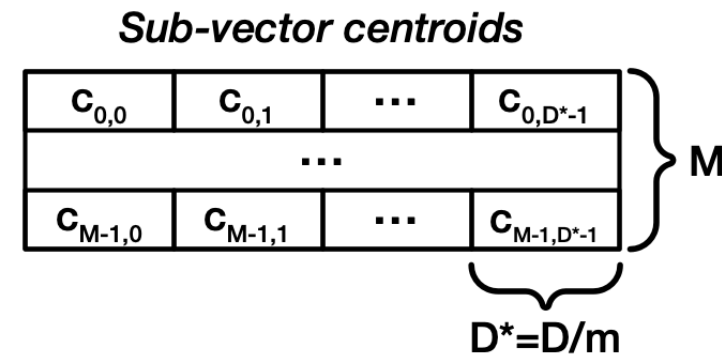 Sub-vector centroids
C0,0 C0,1 ... C0,D*-1
...
CM-1,0 CM-1,1 ... CM-1,D*-1
M
D*=D/m